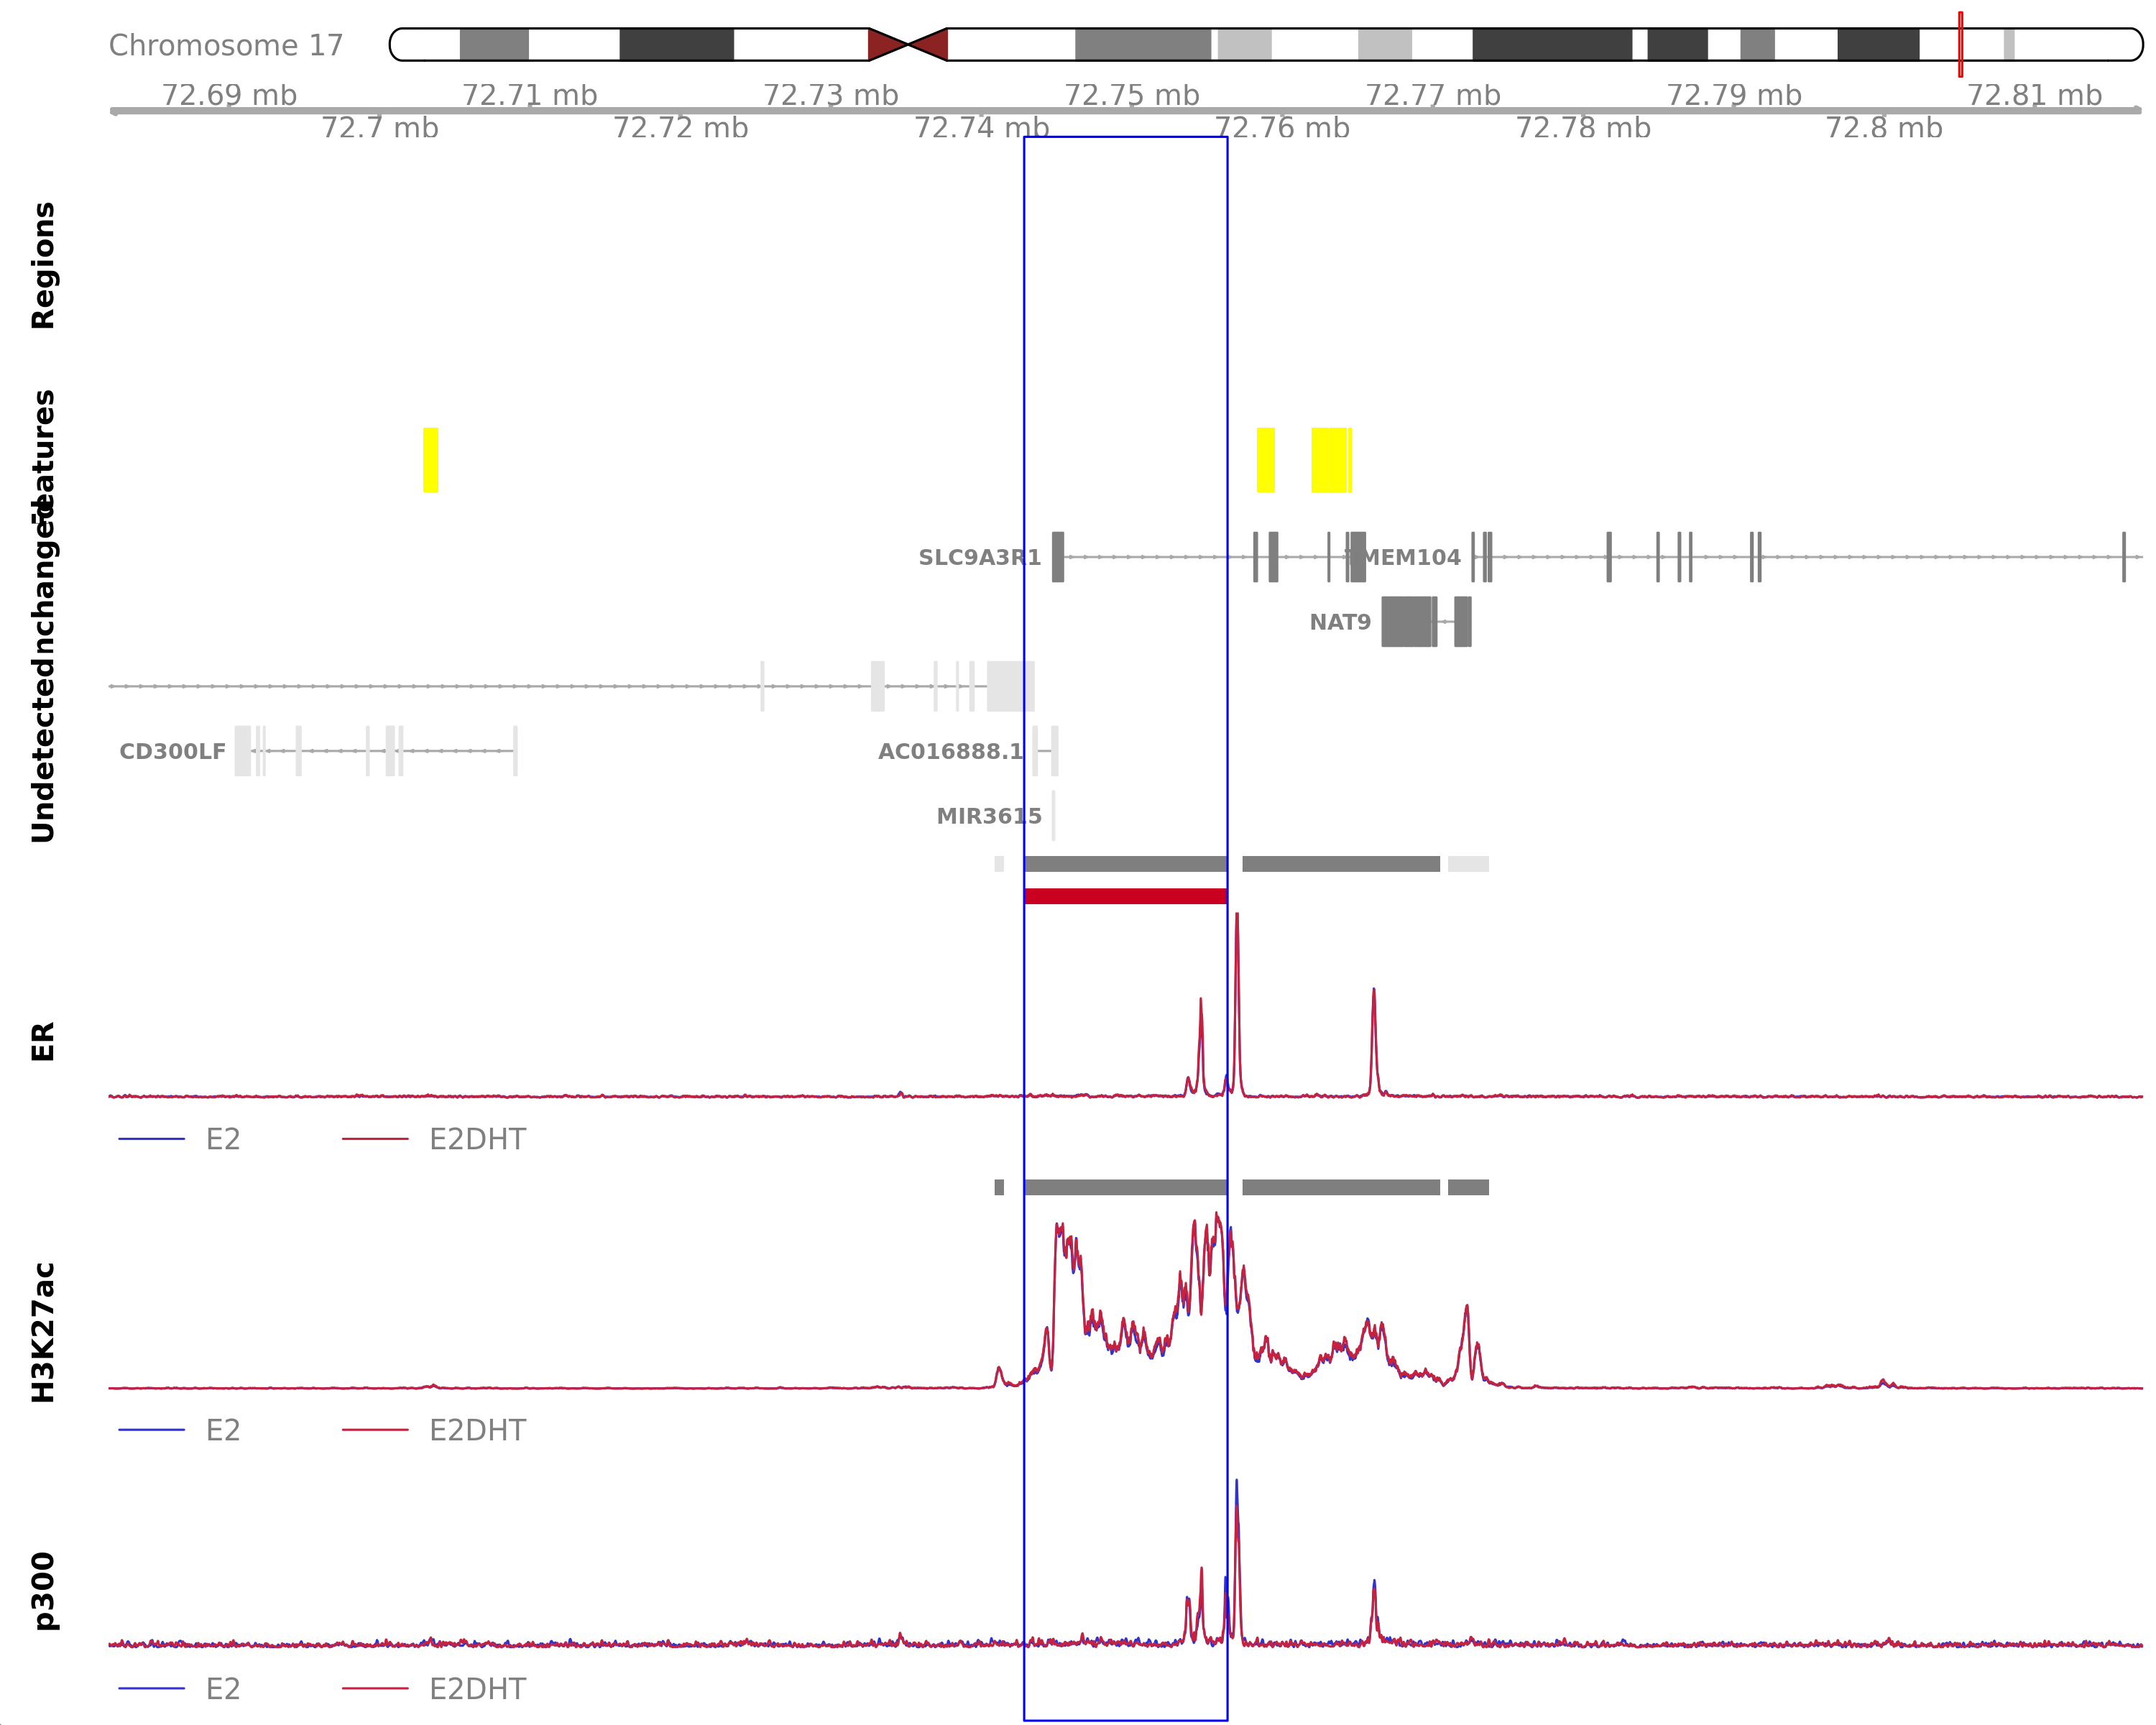 Chromosome 17
72.69 mb 72.71 mb 72.73 mb 72.75 mb 72.77 mb 72.79 mb 72.81 mb
72.7 mb 72.72 mb 72.74 mb 72.76 mb 72.78 mb 72.8 mb
Regions
SLC9A3R1 MEM104
NAT9
CD300LF AC016888.1
MIR3615
Undetected
ER
E2 E2DHT
H3K27ac
E2 E2DHT
p300
E2 E2DHT